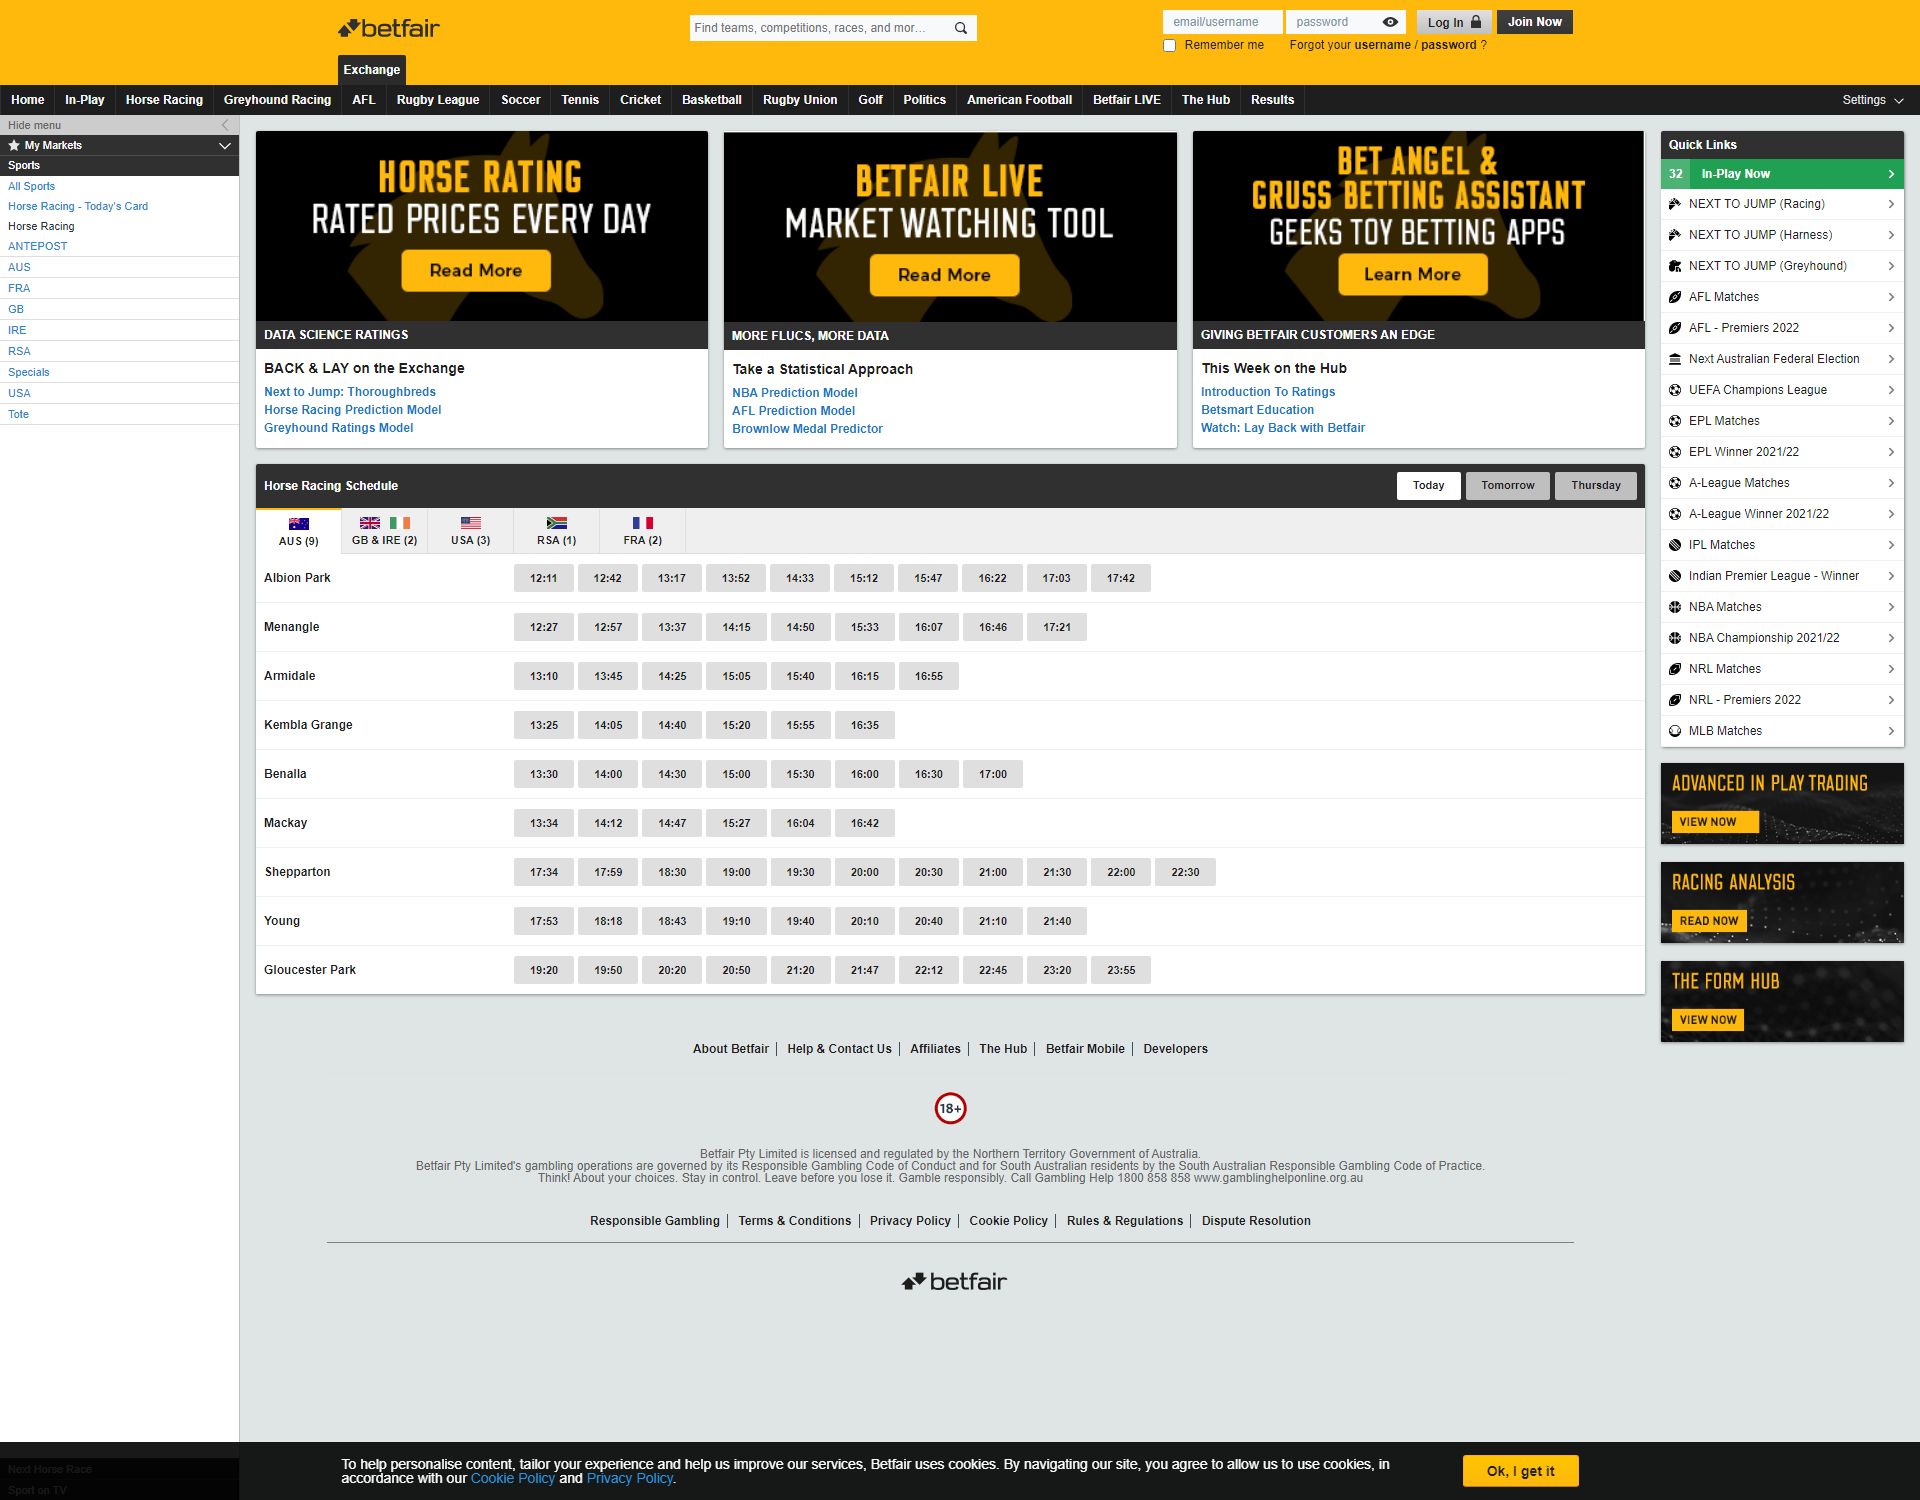 betfair
Find teams, competitions, races, and mor...
email/username
password
Log In
Join Now
Remember me
Forgot your username / password ?
Exchange
Home In-Play Horse Racing Greyhound Racing AFL Rugby League Soccer Tennis Cricket Basketball Rugby Union Golf Politics American Football Betfair LIVE The Hub Results Settings
Hide menu
My Markets
Sports
All Sports
Horse Racing - Today's Card
Horse Racing
ANTEPOST
AUS
FRA
GB
IRE
RSA
Specials
USA
Tote
HORSE RATING
RATED PRICES EVERY DAY
Read More
DATA SCIENCE RATINGS
BACK & LAY on the Exchange
Next to Jump: Thoroughbreds
Horse Racing Prediction Model
Greyhound Ratings Model
BETFAIR LIVE
MARKET WATCHING TOOL
Read More
MORE FLUCS, MORE DATA
Take a Statistical Approach
NBA Prediction Model
AFL Prediction Model
Brownlow Medal Predictor
BET ANGEL &
GRUSS BETTING ASSISTANT
GEEKS TOY BETTING APPS
Learn More
GIVING BETFAIR CUSTOMERS AN EDGE
This Week on the Hub
Introduction To Ratings
Betsmart Education
Watch: Lay Back with Betfair
Horse Racing Schedule
Today Tomorrow Thursday
AUS (9) GB & IRE (2) USA (3) RSA (1) FRA (2)
Albion Park 12:11 12:42 13:17 13:52 14:33 15:12 15:47 16:22 17:03 17:42
Menangle 12:27 12:57 13:37 14:15 14:50 15:33 16:07 16:46 17:21
Armidale 13:10 13:45 14:25 15:05 15:40 16:15 16:55
Kembla Grange 13:25 14:05 14:40 15:20 15:55 16:35
Benalla 13:30 14:00 14:30 15:00 15:30 16:00 16:30 17:00
Mackay 13:34 14:12 14:47 15:27 16:04 16:42
Shepparton 17:34 17:59 18:30 19:00 19:30 20:00 20:30 21:00 21:30 22:00 22:30
Young 17:53 18:18 18:43 19:10 19:40 20:10 20:40 21:10 21:40
Gloucester Park 19:20 19:50 20:20 20:50 21:20 21:47 22:12 22:45 23:20 23:55
Quick Links
32 In-Play Now
NEXT TO JUMP (Racing)
NEXT TO JUMP (Harness)
NEXT TO JUMP (Greyhound)
AFL Matches
AFL - Premiers 2022
Next Australian Federal Election
UEFA Champions League
EPL Matches
EPL Winner 2021/22
A-League Matches
A-League Winner 2021/22
IPL Matches
Indian Premier League - Winner
NBA Matches
NBA Championship 2021/22
NRL Matches
NRL - Premiers 2022
MLB Matches
ADVANCED IN PLAY TRADING
VIEW NOW
RACING ANALYSIS
READ NOW
THE FORM HUB
VIEW NOW
About Betfair Help & Contact Us Affiliates The Hub Betfair Mobile Developers
18+
Betfair Pty Limited is licensed and regulated by the Northern Territory Government of Australia.
Betfair Pty Limited's gambling operations are governed by its Responsible Gambling Code of Conduct and for South Australian residents by the South Australian Responsible Gambling Code of Practice.
Think! About your choices. Stay in control. Leave before you lose it. Gamble responsibly. Call Gambling Help 1800 858 858 www.gamblinghelponline.org.au
Responsible Gambling Terms & Conditions Privacy Policy Cookie Policy Rules & Regulations Dispute Resolution
betfair
Next Horse Race
Sport on TV
To help personalise content, tailor your experience and help us improve our services, Betfair uses cookies. By navigating our site, you agree to allow us to use cookies, in
accordance with our Cookie Policy and Privacy Policy.
Ok, I get it